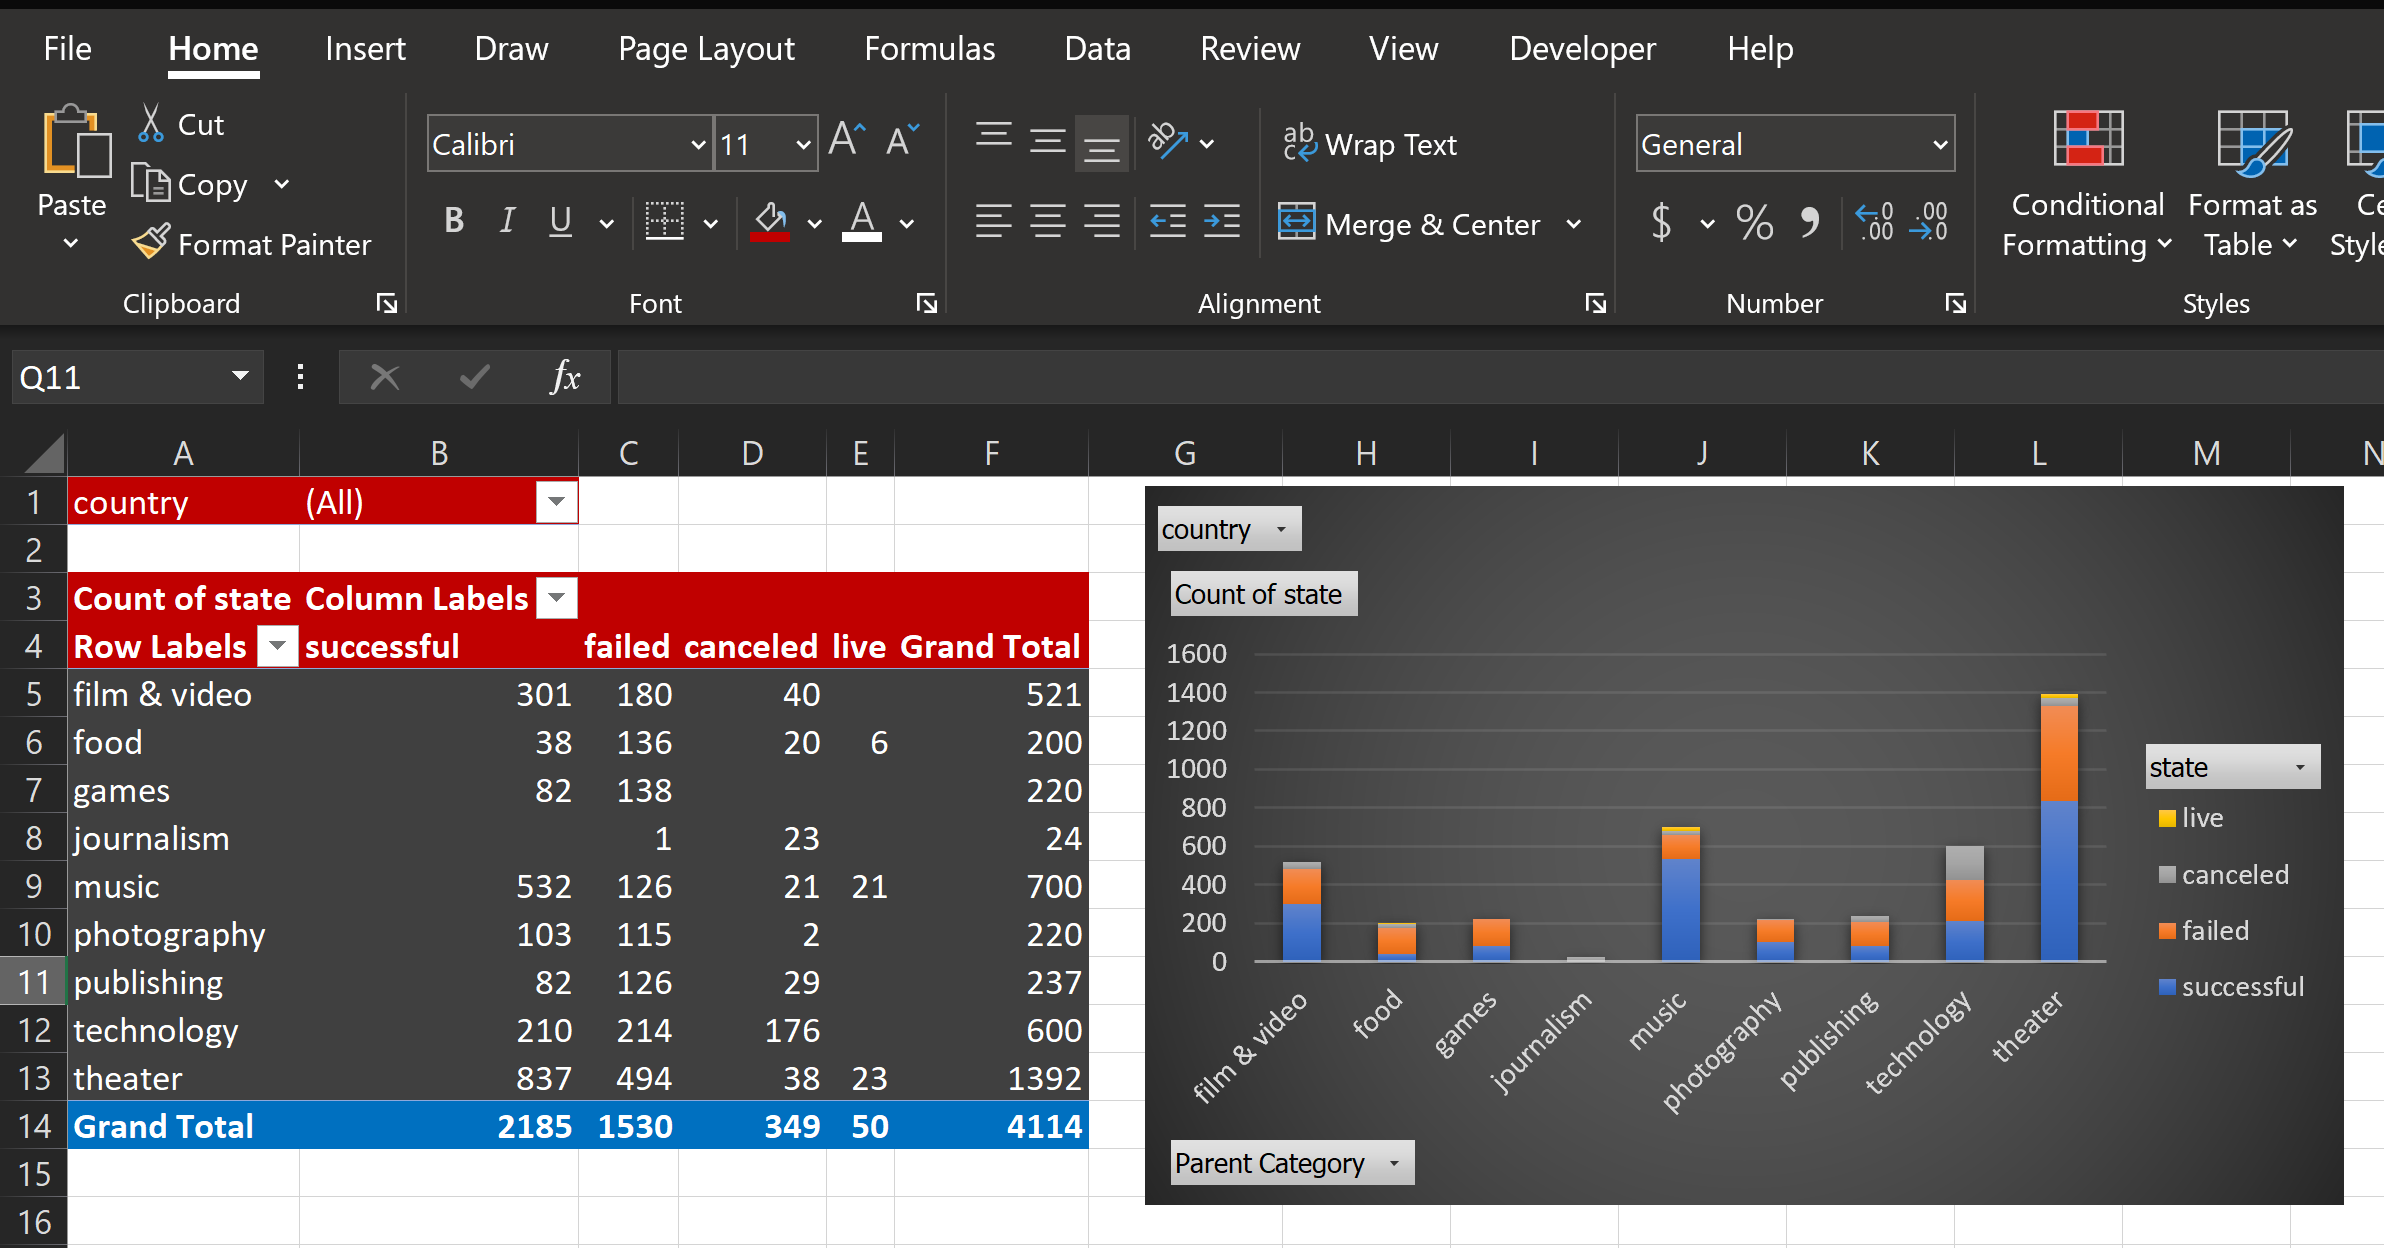 File Home Insert Draw Page Layout Formulas Data Review View Developer Help
Paste
Cut
Copy
Format Painter
Clipboard
Calibri 11
B I U
Font
Wrap Text
Merge & Center
Alignment
General
$ % 9
Number
Conditional Formatting
Format as Table
Styles
Q11 fx
A B C D E F G H I J K L M N
1 country (All)
2
3 Count of state Column Labels
4 Row Labels successful failed canceled live Grand Total
5 film & video 301 180 40 521
6 food 38 136 20 6 200
7 games 82 138 220
8 journalism 1 23 24
9 music 532 126 21 21 700
10 photography 103 115 2 220
11 publishing 82 126 29 237
12 technology 210 214 176 600
13 theater 837 494 38 23 1392
14 Grand Total 2185 1530 349 50 4114
15
16
country
Count of state
1600
1400
1200
1000
800
600
400
200
0
film & video food games journalism music photography publishing technology theater
Parent Category
state
live
canceled
failed
successful